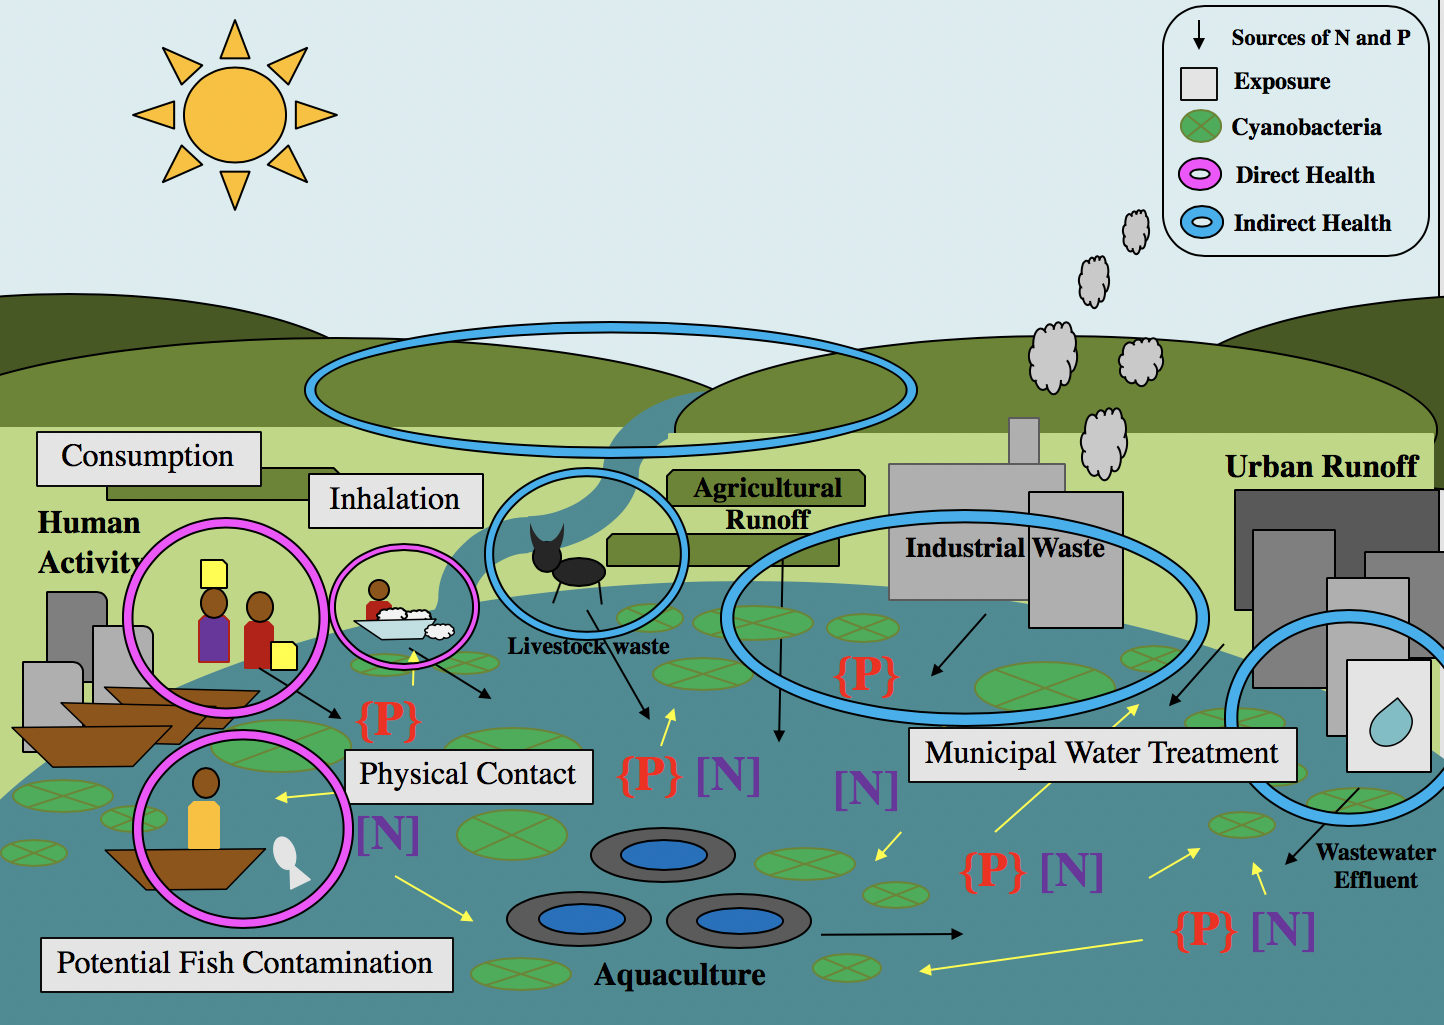 Sources of N and P
Exposure
Cyanobacteria
Direct Health
Indirect Health
Consumption
Inhalation
Human
Activity
Agricultural
Runoff
Industrial Waste
Urban Runoff
Livestock waste
{P}
{P}
Physical Contact
{P} [N]
[N]
Municipal Water Treatment
[N]
{P} [N]
Wastewater
Effluent
{P} [N]
Potential Fish Contamination
Aquaculture